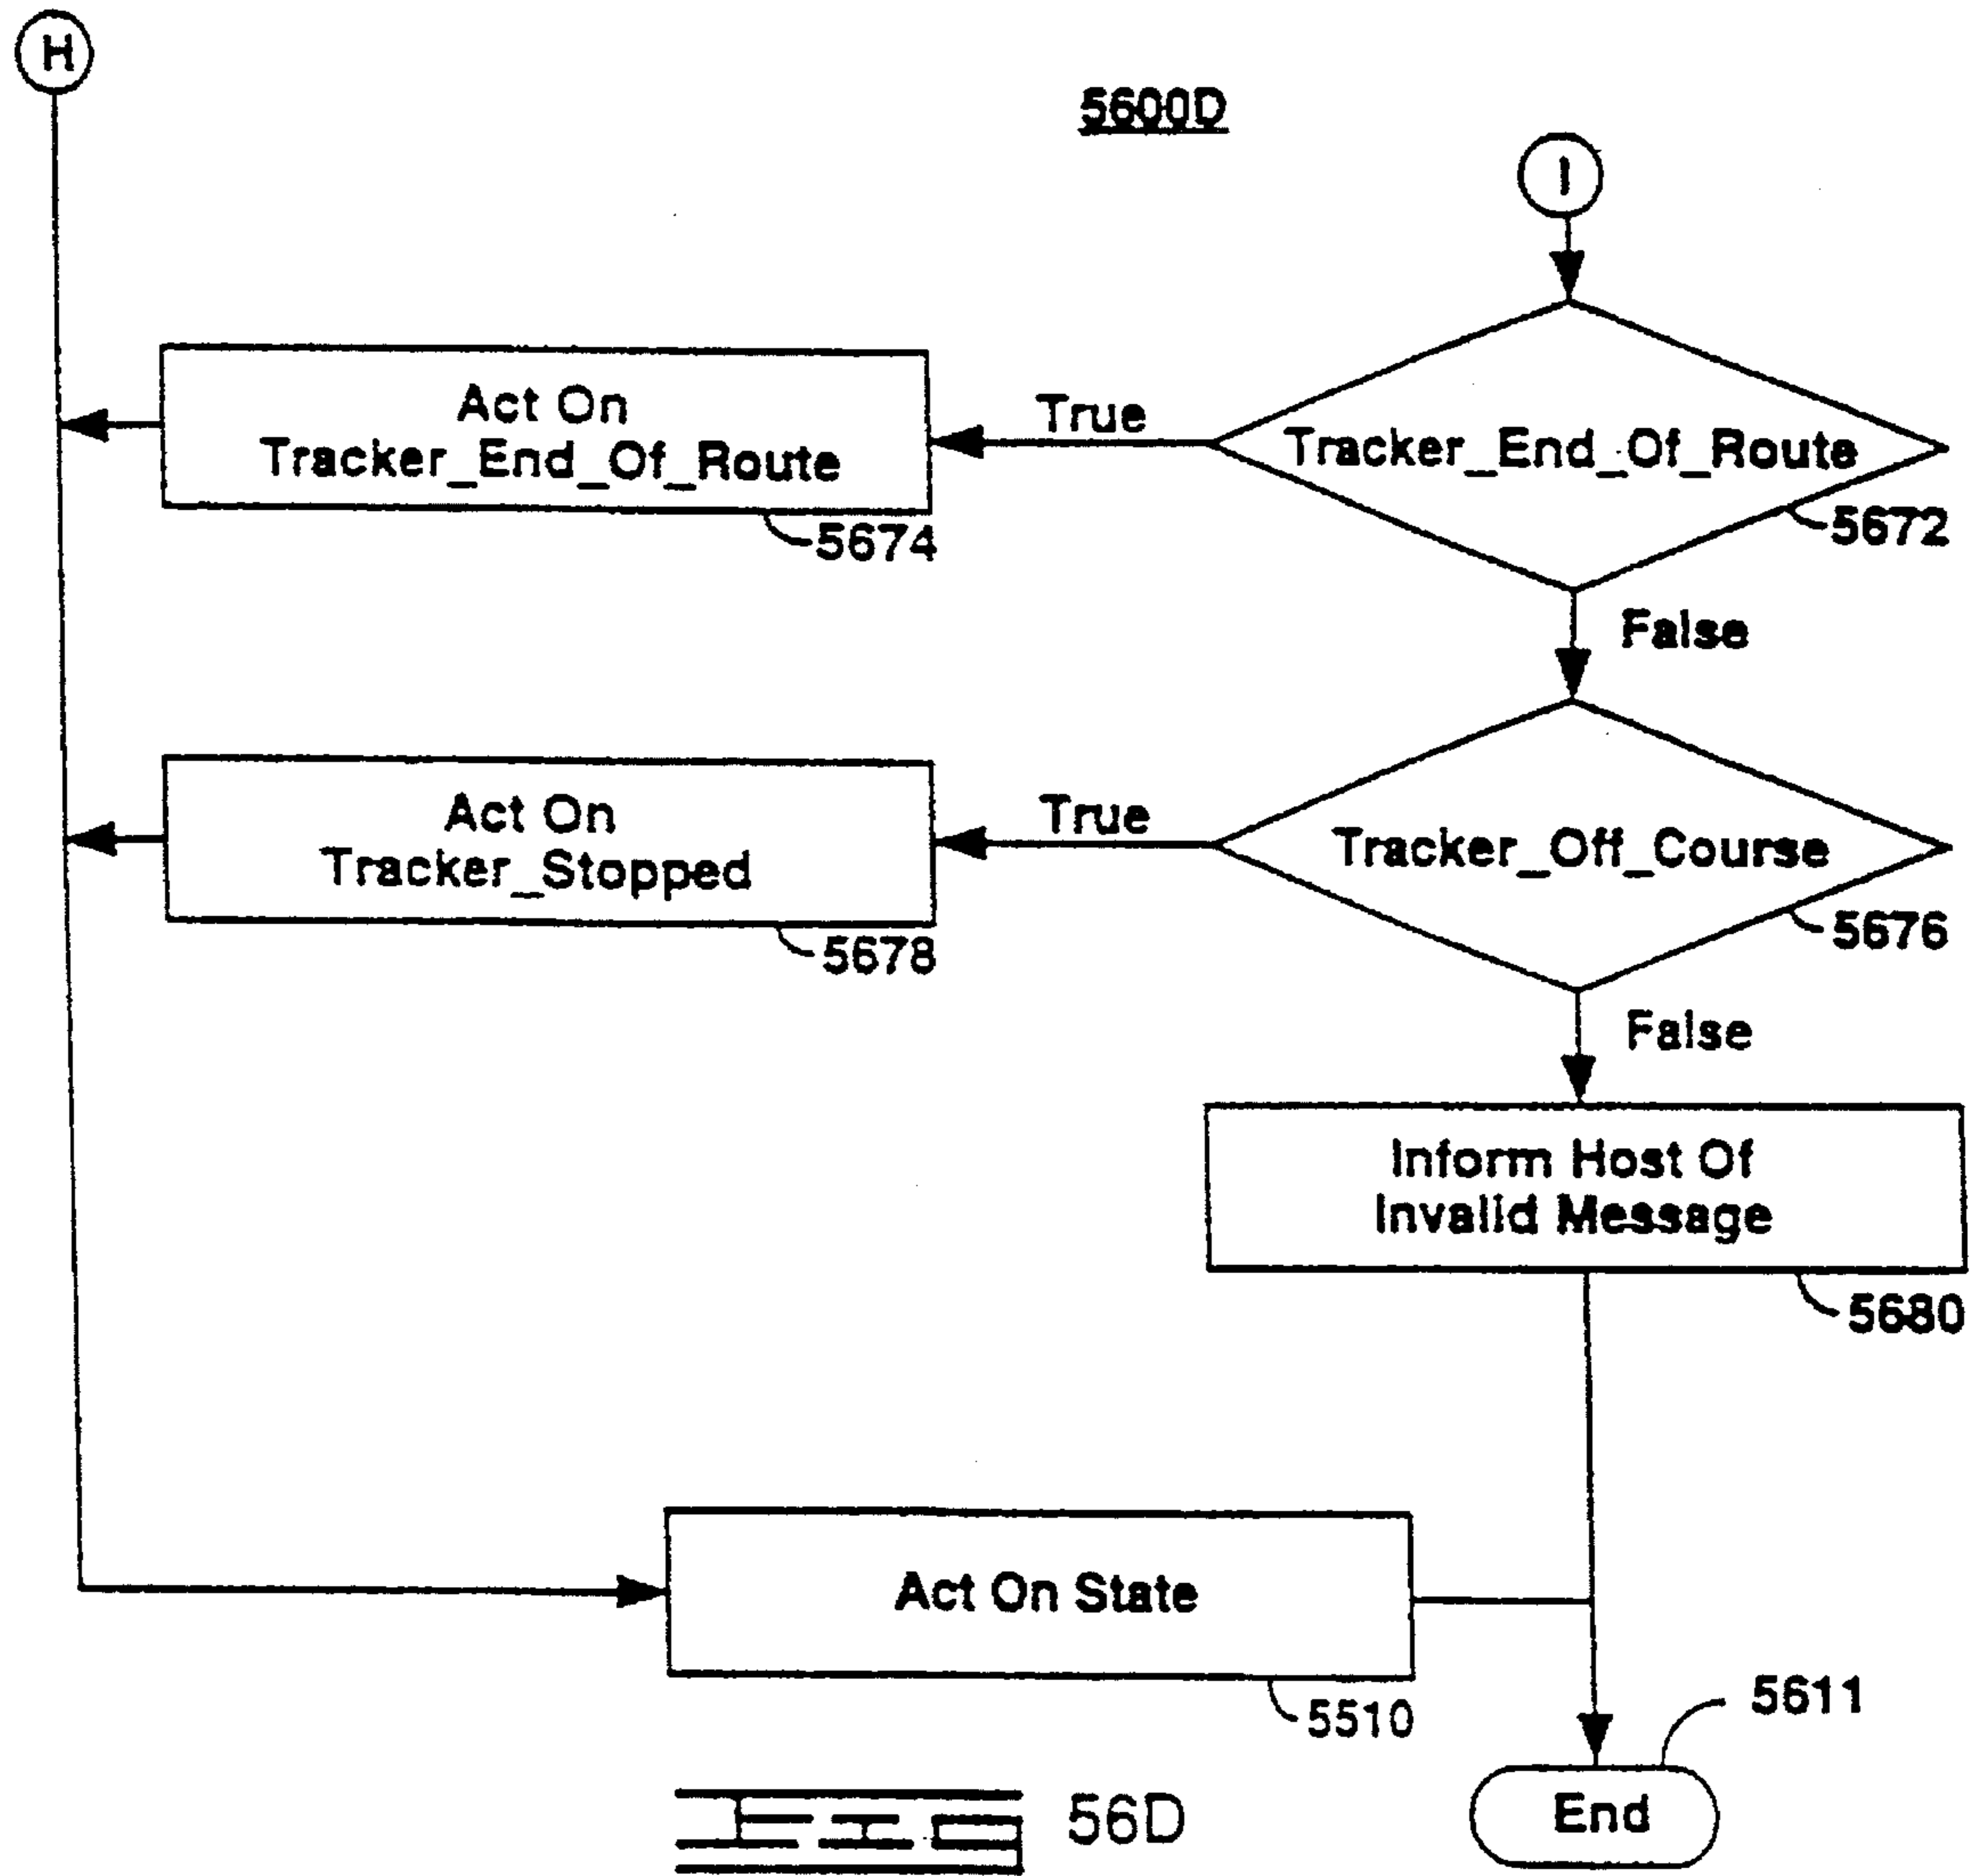 H
5600D
I
Act On
Tracker_End_Of_Route
5674
True
Tracker_End_Of_Route
5672
False
Act On
Tracker_Stopped
5678
True
Tracker_Off_Course
5676
False
Inform Host Of
Invalid Message
5680
Act On State
5510
5611
End
FIG 56D